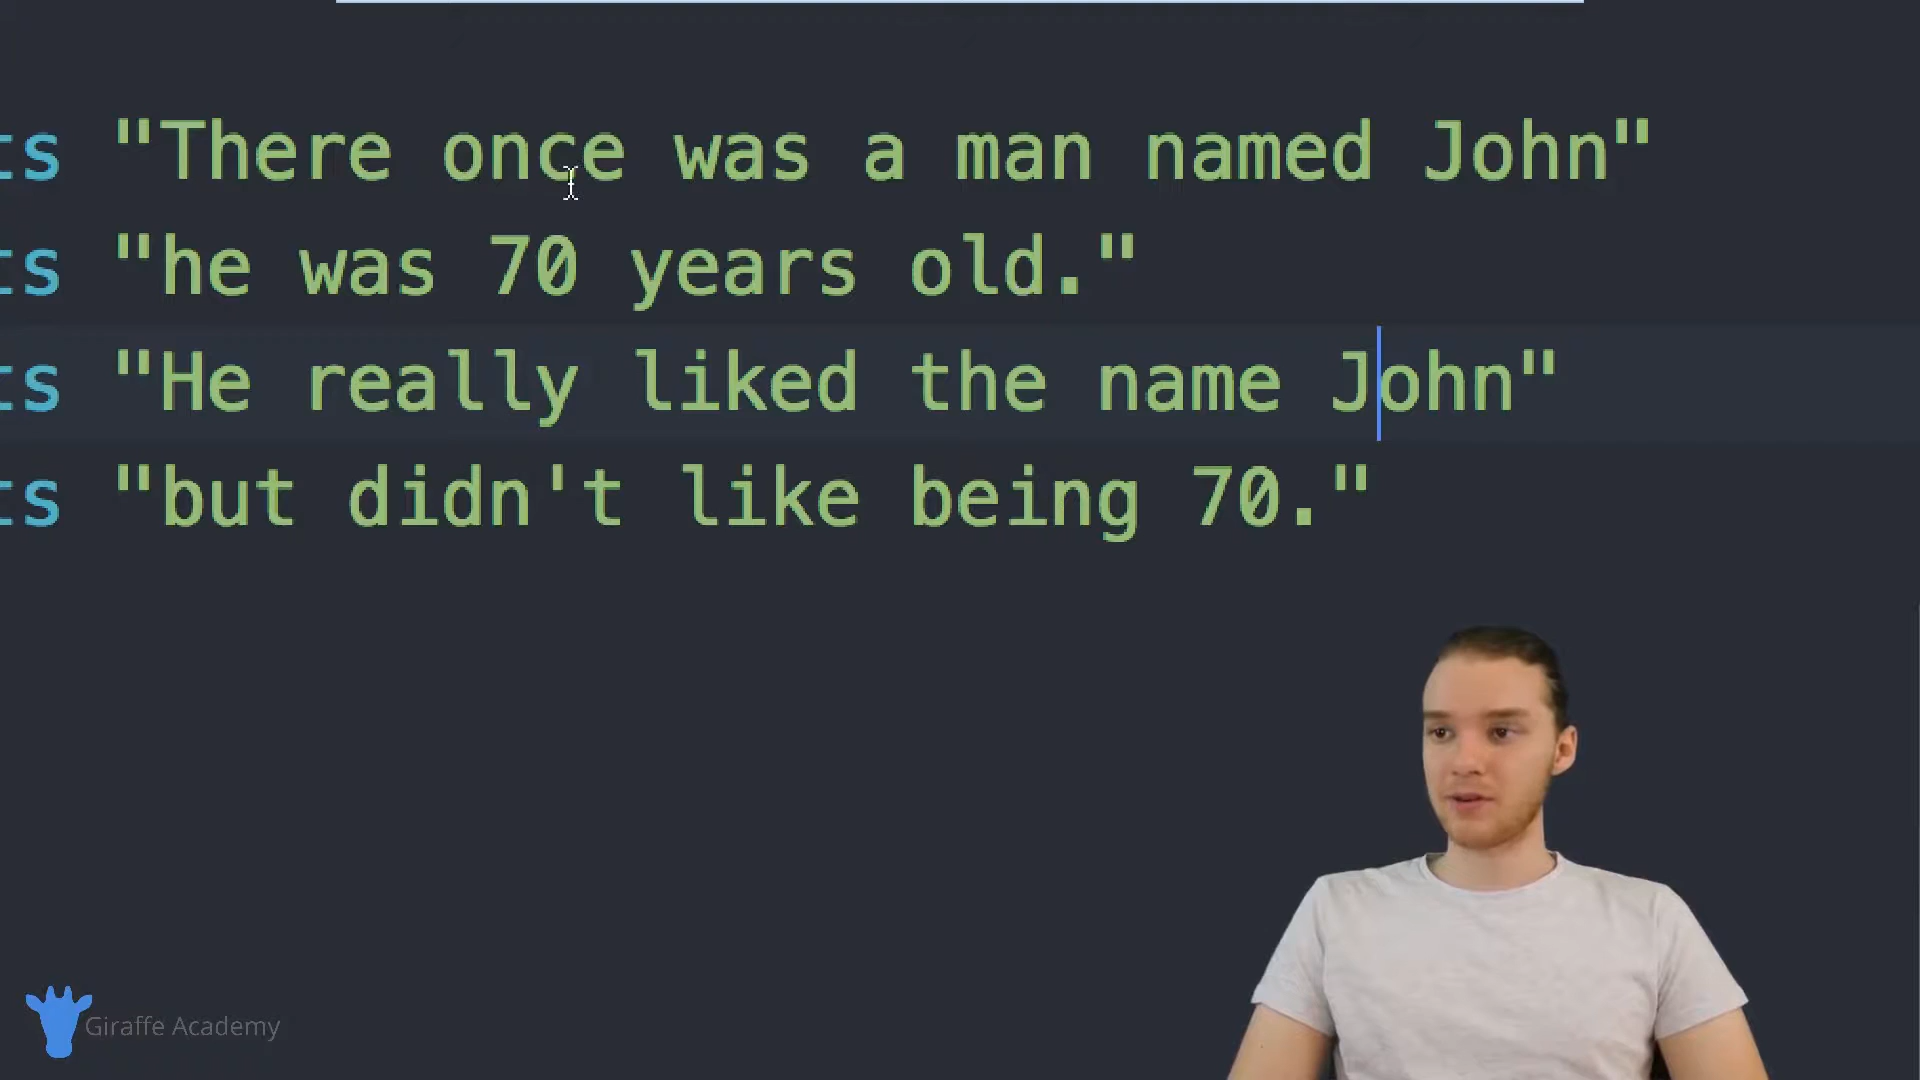 ts "There once was a man named John"
ts "he was 70 years old."
ts "He really liked the name John"
ts "but didn't like being 70."
Giraffe Academy